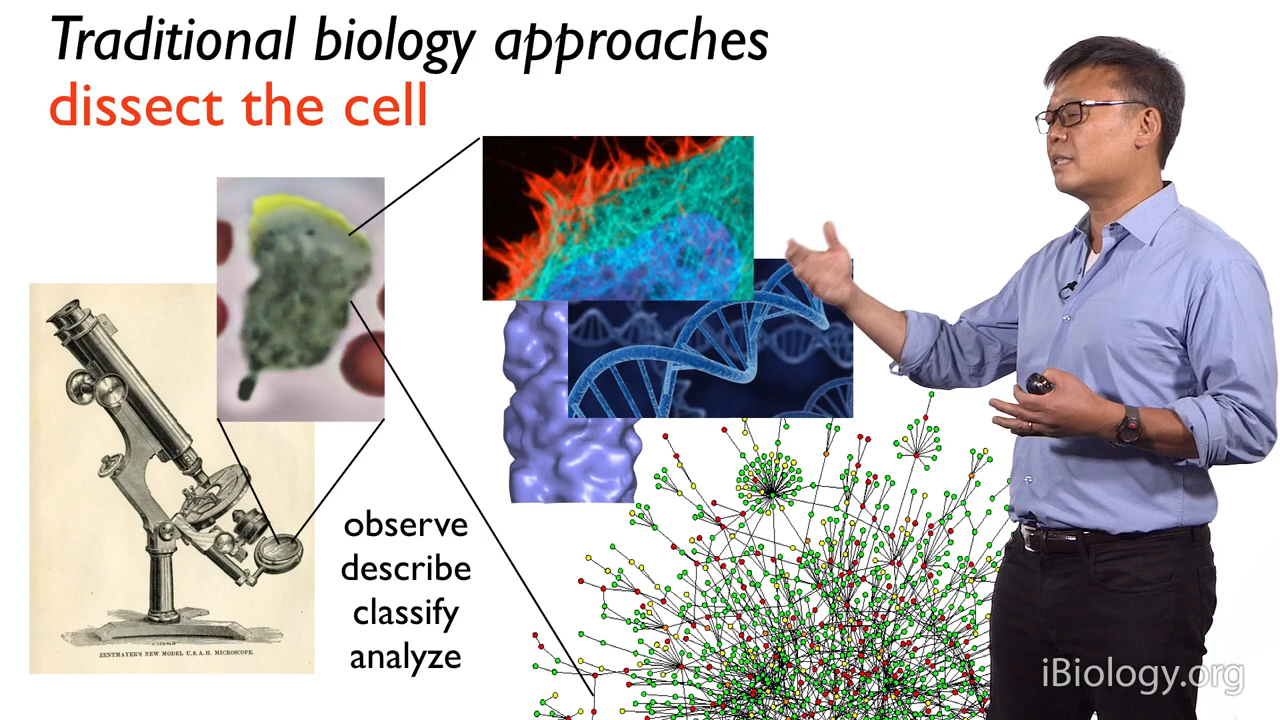 Traditional biology approaches
dissect the cell
observe
describe
classify
analyze
ZENTMAYER'S NEW MODEL U.S.A.H. MICROSCOPE.
iBiology.org